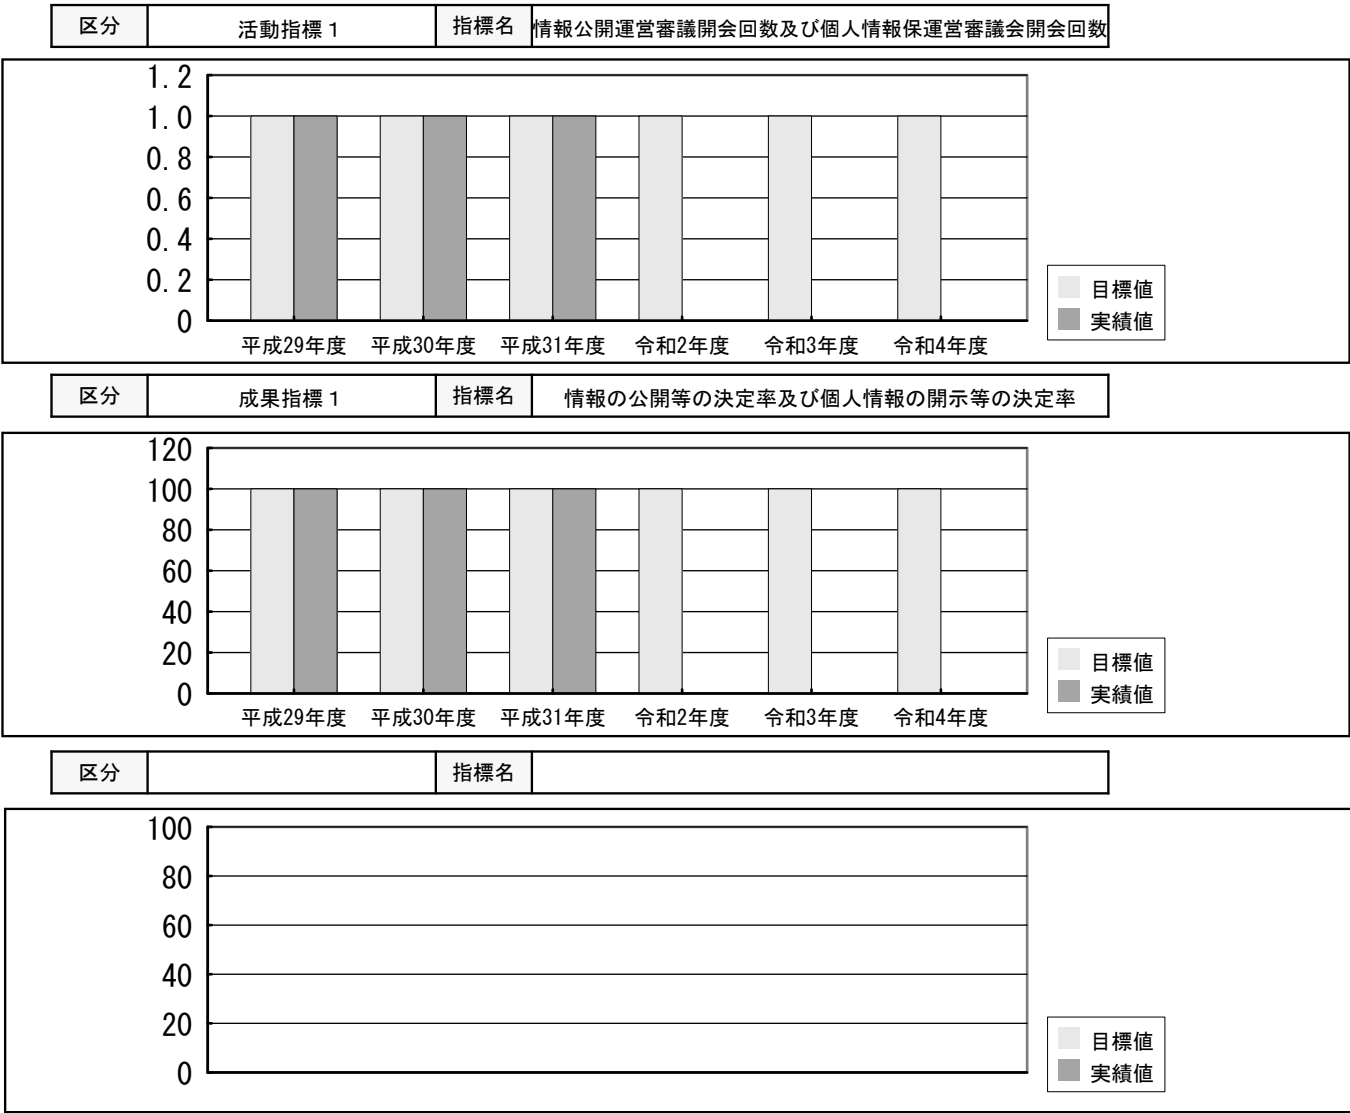 区分 活動指標１ 指標名 情報公開運営審議開会回数及び個人情報保運営審議会開会回数
1.2
1.0
0.8
0.6
0.4
0.2
0
平成29年度 平成30年度 平成31年度 令和2年度 令和3年度 令和4年度
目標値
実績値
区分 成果指標１ 指標名 情報の公開等の決定率及び個人情報の開示等の決定率
120
100
80
60
40
20
0
平成29年度 平成30年度 平成31年度 令和2年度 令和3年度 令和4年度
目標値
実績値
区分 指標名
100
80
60
40
20
0
目標値
実績値